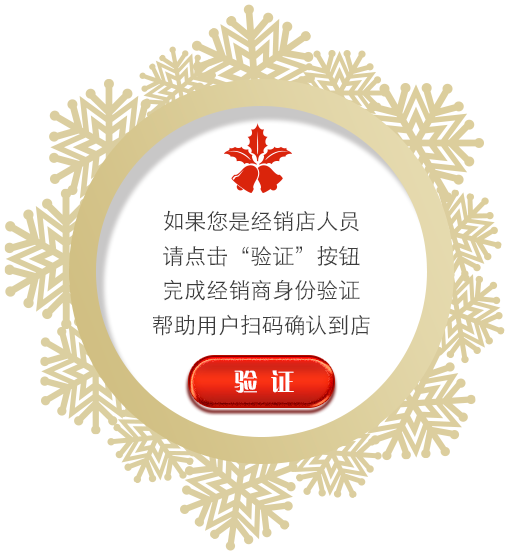 如果您是经销店人员
请点击“验证”按钮
完成经销商身份验证
帮助用户扫码确认到店
验 证